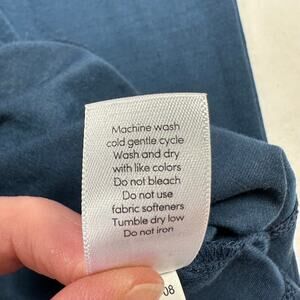 Machine wash
cold gentle cycle
Wash and dry
with like colors
Do not bleach
Do not use
fabric softeners
Tumble dry low
Do not iron
08